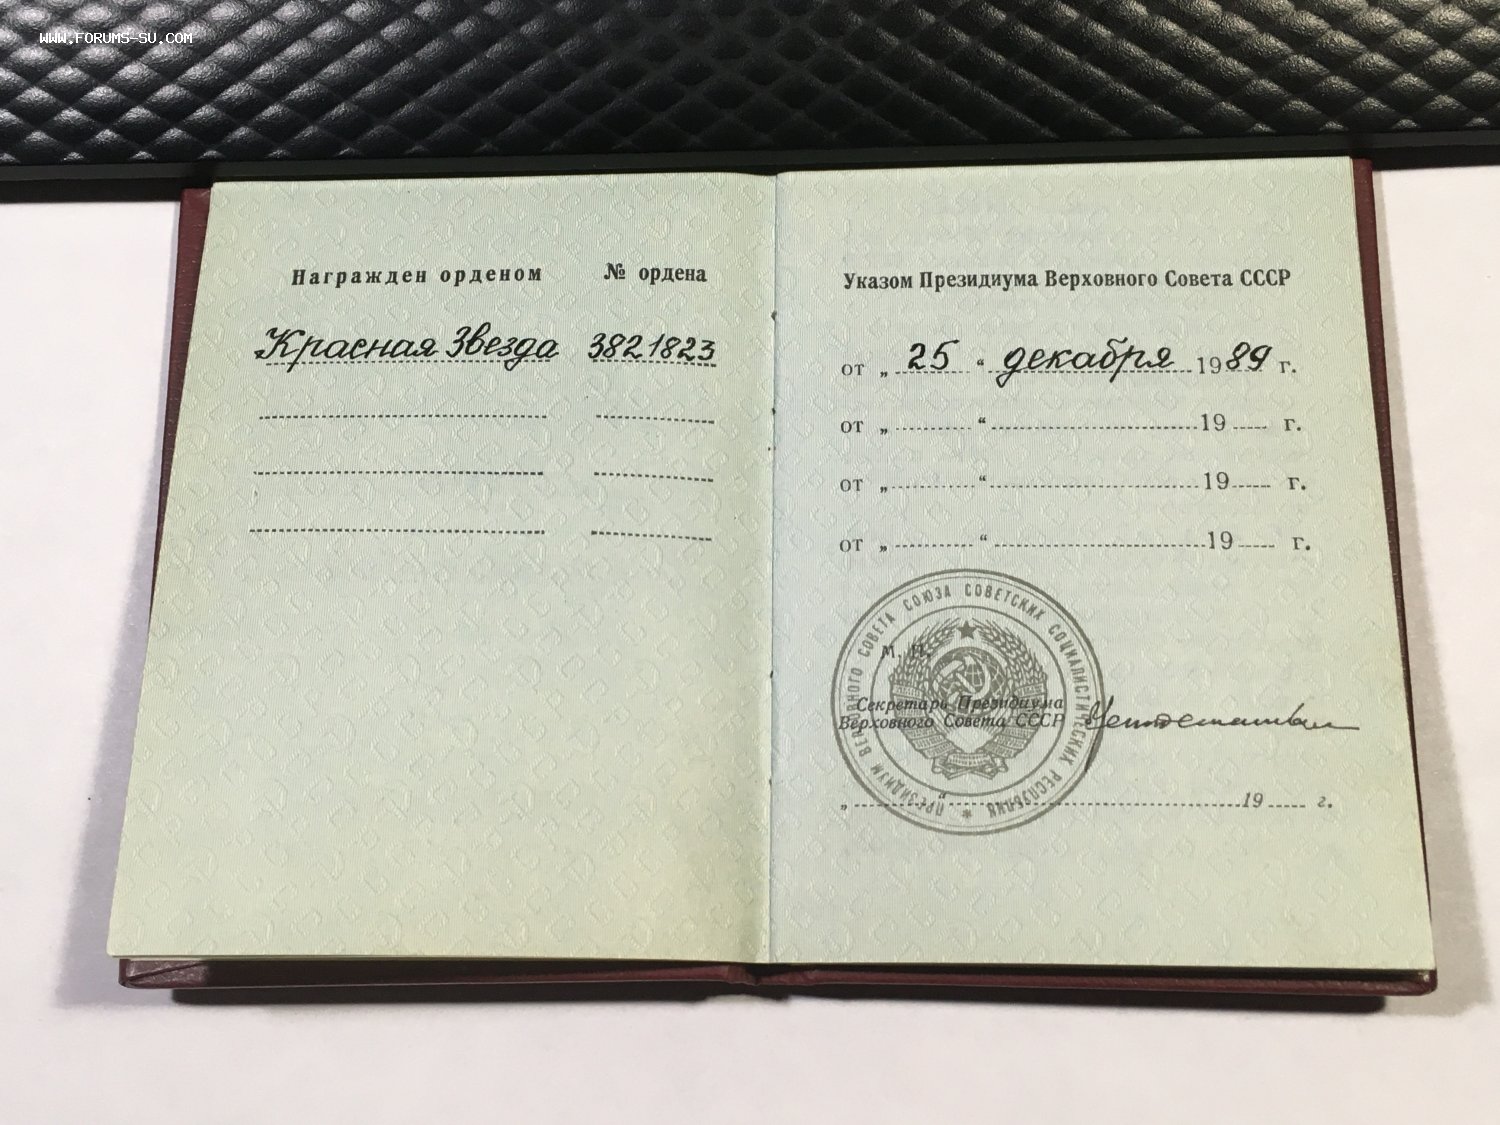 WWW.FORUMS-SU.COM
Награжден орденом № ордена
Красная Звезда 3821823
Указом Президиума Верховного Совета СССР
от „ 25 “ декабря 1989 г.
от „ “ 19 г.
от „ “ 19 г.
от „ “ 19 г.
ПРЕЗИДИУМ ВЕРХОВНОГО СОВЕТА СОЮЗА СОВЕТСКИХ СОЦИАЛИСТИЧЕСКИХ РЕСПУБЛИК
М. П.
Секретарь Президиума
Верховного Совета СССР
„ “ 19 г.